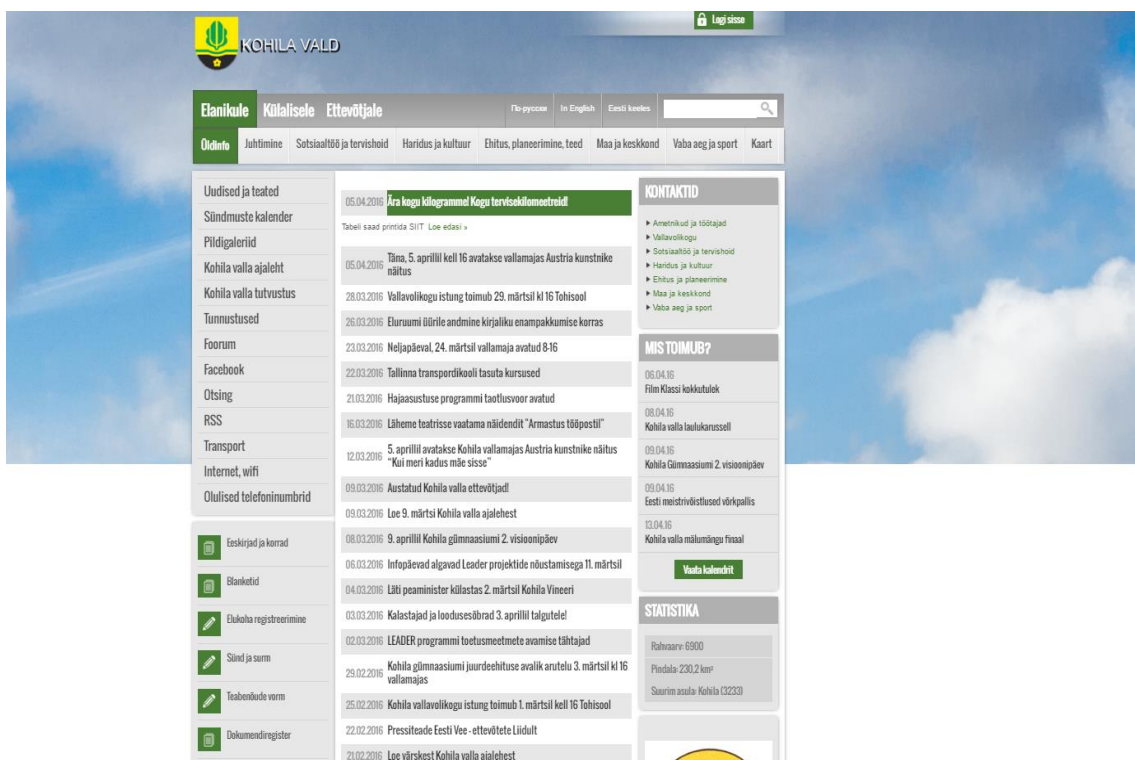 Logi sisse
KOHILA VALD
Elanikule Külalisele Ettevõtjale По-русски In English Eesti keeles
Üldinfo Juhtimine Sotsiaaltöö ja tervishoid Haridus ja kultuur Ehitus, planeerimine, teed Maa ja keskkond Vaba aeg ja sport Kaart
Uudised ja teated
Sündmuste kalender
Pildigaleriid
Kohila valla ajaleht
Kohila valla tutvustus
Tunnustused
Foorum
Facebook
Otsing
RSS
Transport
Internet, wifi
Olulised telefoninumbrid
Eeskirjad ja korrad
Blanketid
Elukoha registreerimine
Sünd ja surm
Teabenõude vorm
Dokumendiregister
05.04.2016 Ära kogu kilogramme! Kogu tervisekilomeetreid!
Tabeli saad printida SIIT Loe edasi »
05.04.2016 Täna, 5. aprillil kell 16 avatakse vallamajas Austria kunstnike
näitus
28.03.2016 Vallavolikogu istung toimub 29. märtsil kl 16 Tohisool
26.03.2016 Eluruumi üürile andmine kirjaliku enampakkumise korras
23.03.2016 Neljapäeval, 24. märtsil vallamaja avatud 8-16
22.03.2016 Tallinna transpordikooli tasuta kursused
21.03.2016 Hajaasustuse programmi taotlusvoor avatud
16.03.2016 Läheme teatrisse vaatama näidendit "Armastus tööpostil"
12.03.2016 5. aprillil avatakse Kohila vallamajas Austria kunstnike näitus
"Kui meri kadus mäe sisse"
09.03.2016 Austatud Kohila valla ettevõtjad!
09.03.2016 Loe 9. märtsi Kohila valla ajalehest
08.03.2016 9. aprillil Kohila gümnaasiumi 2. visioonipäev
06.03.2016 Infopäevad algavad Leader projektide nõustamisega 11. märtsil
04.03.2016 Läti peaminister külastas 2. märtsil Kohila Vineeri
03.03.2016 Kalastajad ja loodusesõbrad 3. aprillil talgutele!
02.03.2016 LEADER programmi toetusmeetmete avamise tähtajad
29.02.2016 Kohila gümnaasiumi juurdeehituse avalik arutelu 3. märtsil kl 16
vallamajas
25.02.2016 Kohila vallavolikogu istung toimub 1. märtsil kell 16 Tohisool
22.02.2016 Pressiteade Eesti Vee - ettevõtete Liidult
21.02.2016 Loe värskest Kohila valla ajalehest
KONTAKTID
Ametnikud ja töötajad
Vallavolikogu
Sotsiaaltöö ja tervishoid
Haridus ja kultuur
Ehitus ja planeerimine
Maa ja keskkond
Vaba aeg ja sport
MIS TOIMUB?
06.04.16
Film Klassi kokkutulek
08.04.16
Kohila valla laulukarussell
09.04.16
Kohila Gümnaasiumi 2. visioonipäev
09.04.16
Eesti meistrivõistlused võrkpallis
13.04.16
Kohila valla mälumängu finaal
Vaata kalendrit
STATISTIKA
Rahvaarv: 6900
Pindala: 230,2 km²
Suurim asula: Kohila (3233)